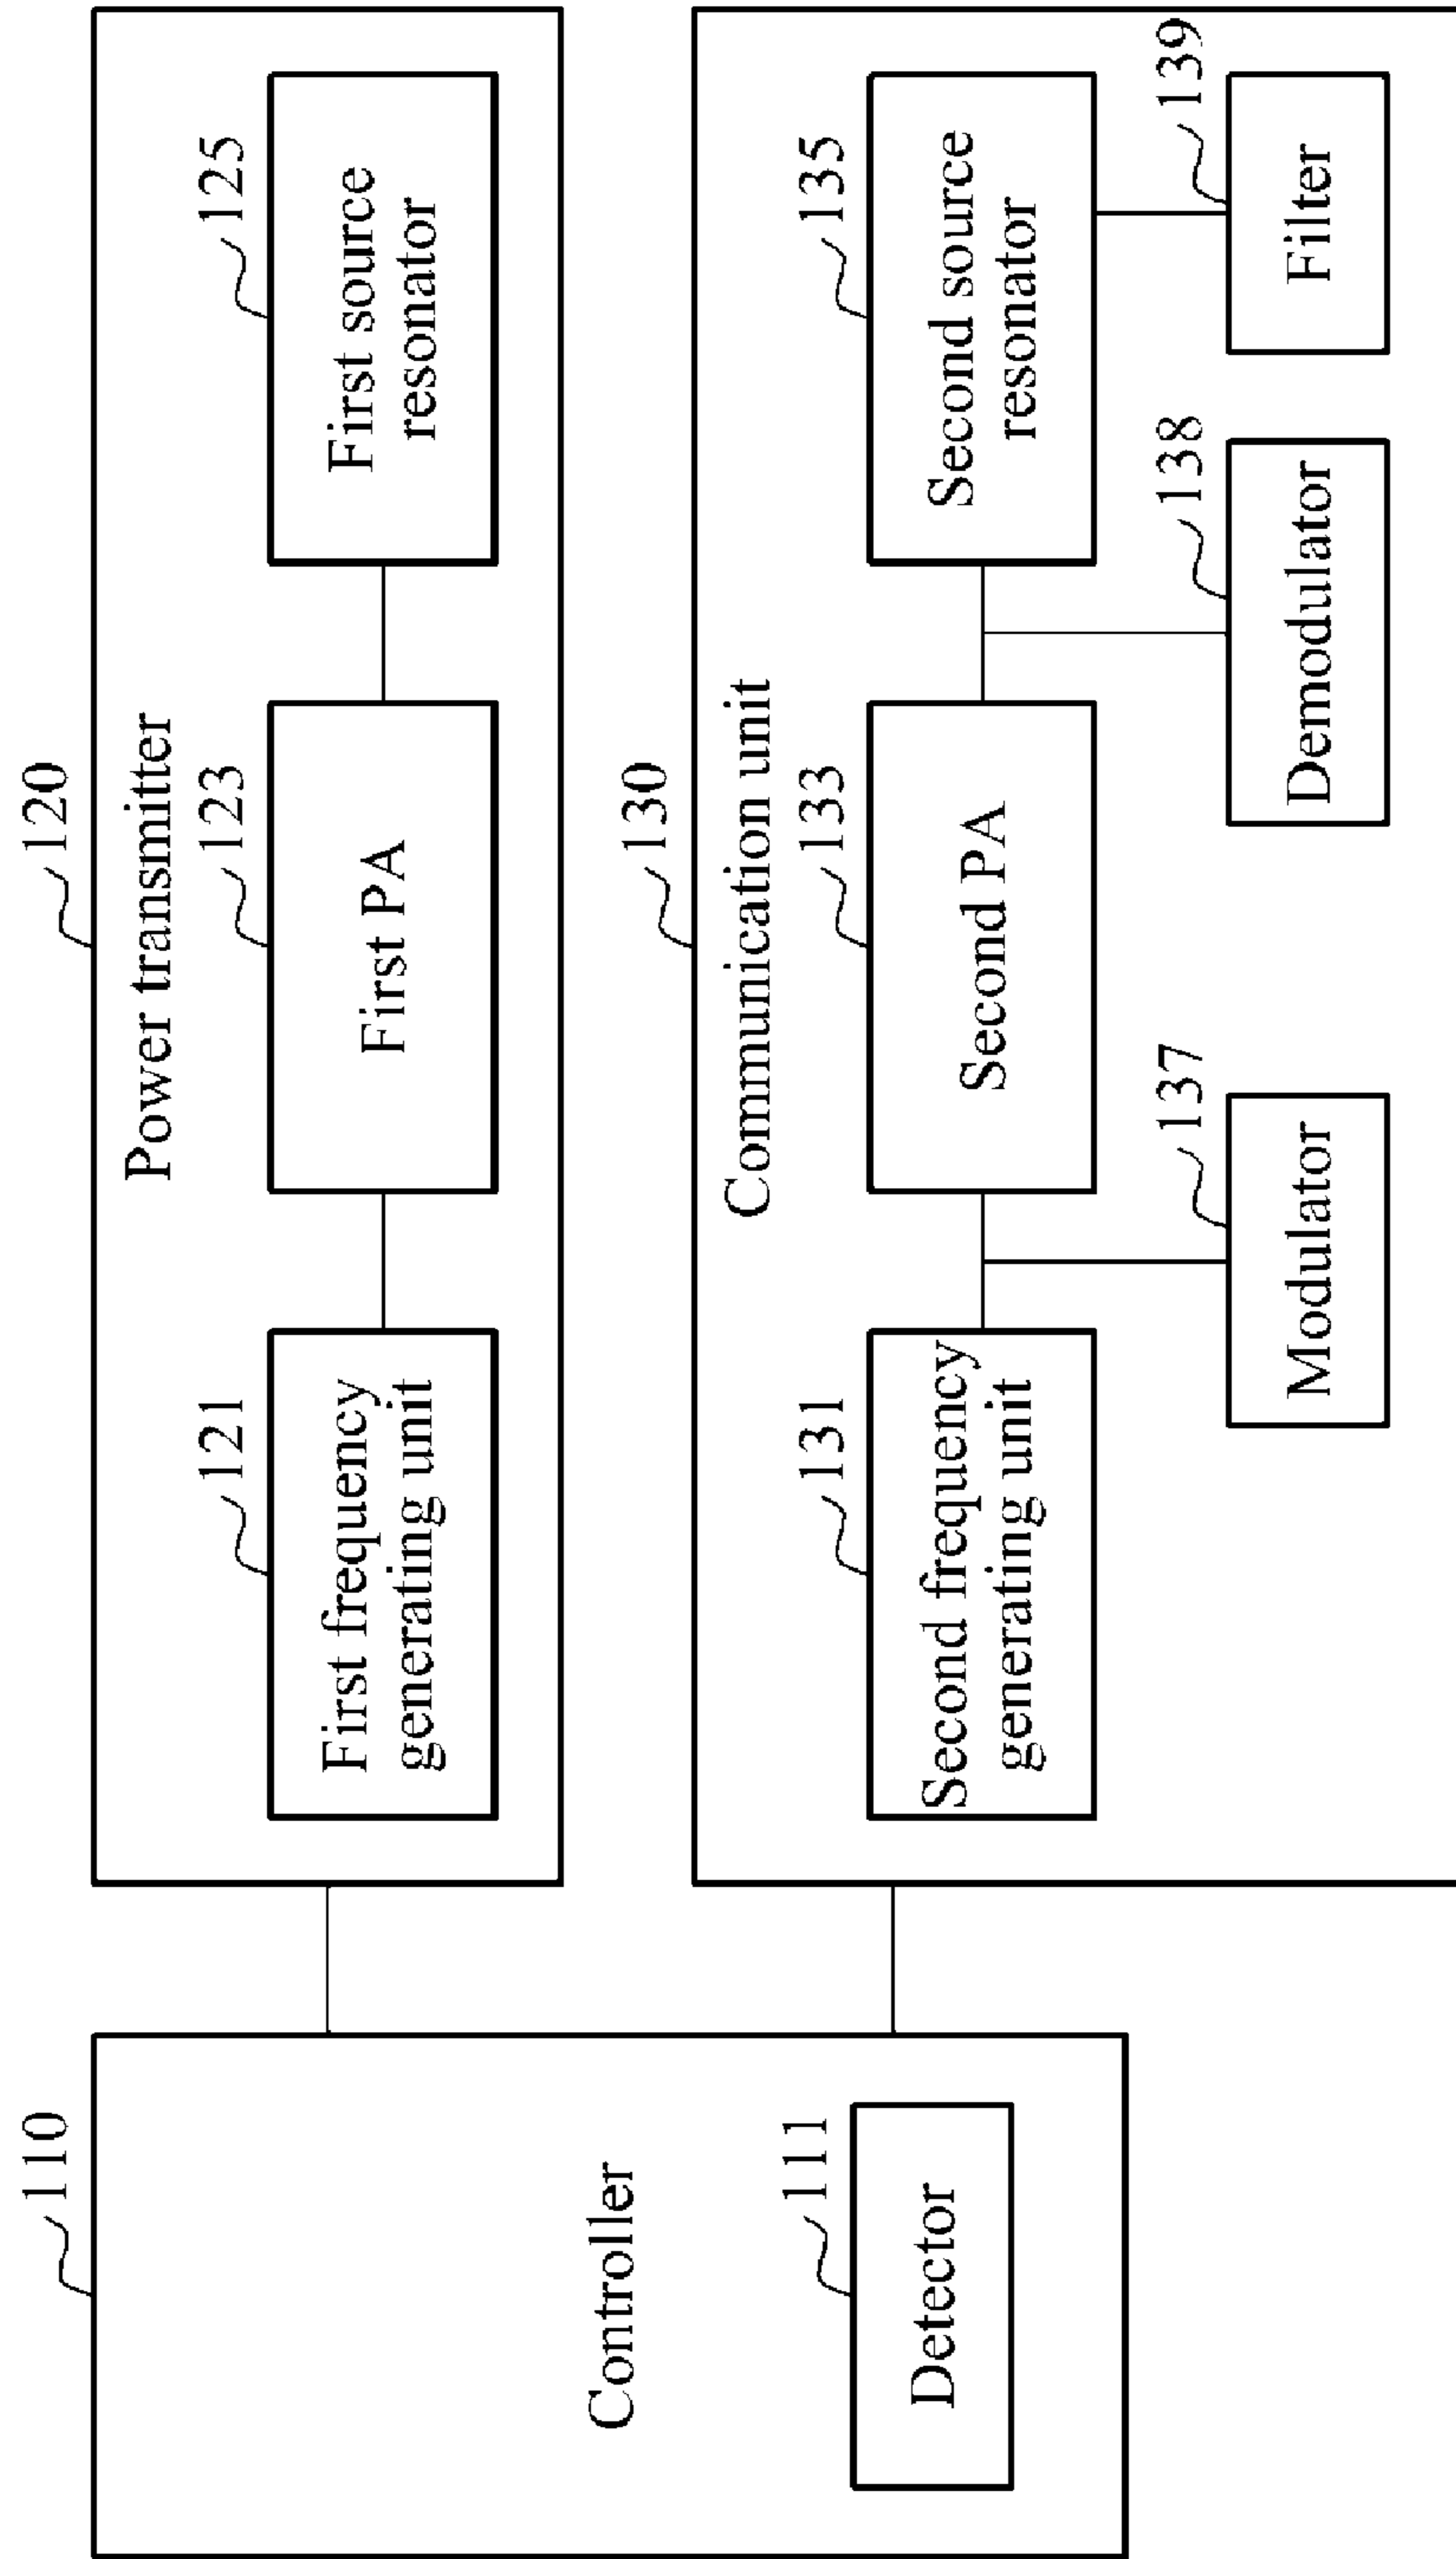 110
Controller
111
Detector
120
Power transmitter
121
First frequency
generating unit
123
First PA
125
First source
resonator
130
Communication unit
131
Second frequency
generating unit
133
Second PA
135
Second source
resonator
137
Modulator
138
Demodulator
139
Filter